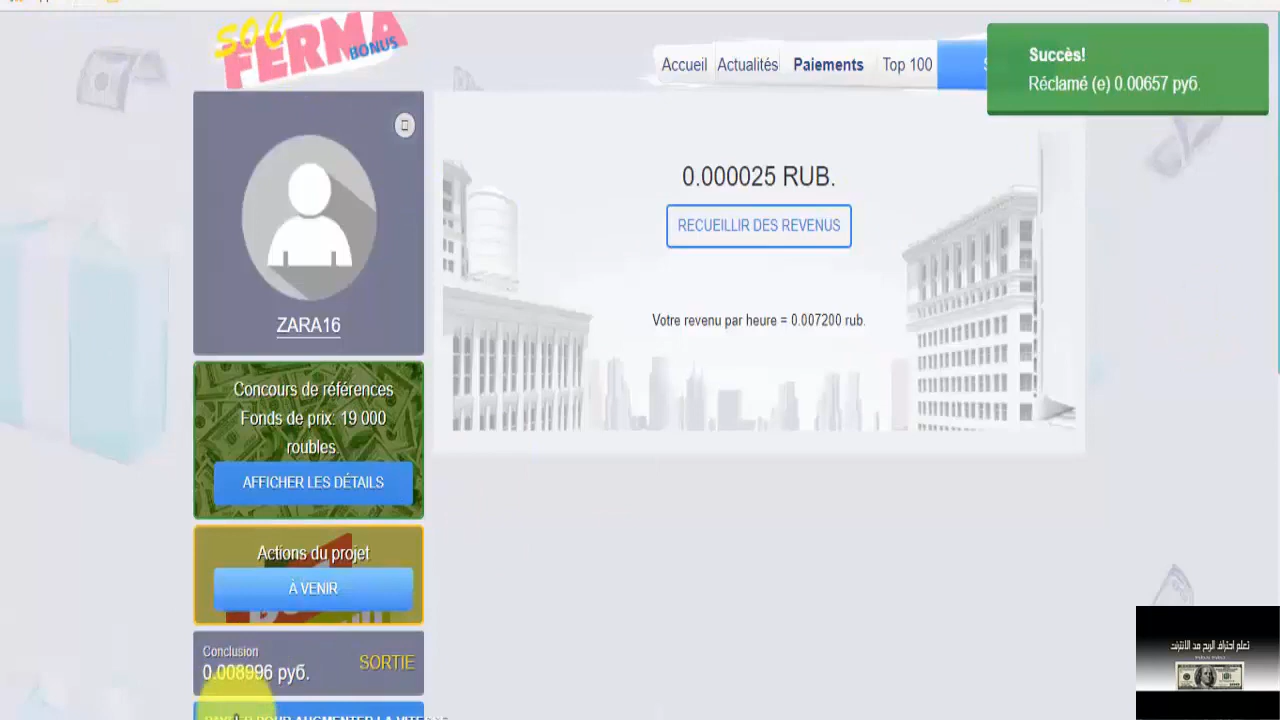 SOC
FERMA
BONUS
Accueil Actualités Paiements Top 100
Succès!
Réclamé (e) 0.00657 руб.
0.000025 RUB.
RECUEILLIR DES REVENUS
Votre revenu par heure = 0.007200 rub.
ZARA16
Concours de références
Fonds de prix: 19 000
roubles.
AFFICHER LES DÉTAILS
Actions du projet
À VENIR
Conclusion
0.008996 руб.
SORTIE
تعلم احتراف الربح من الانترنت